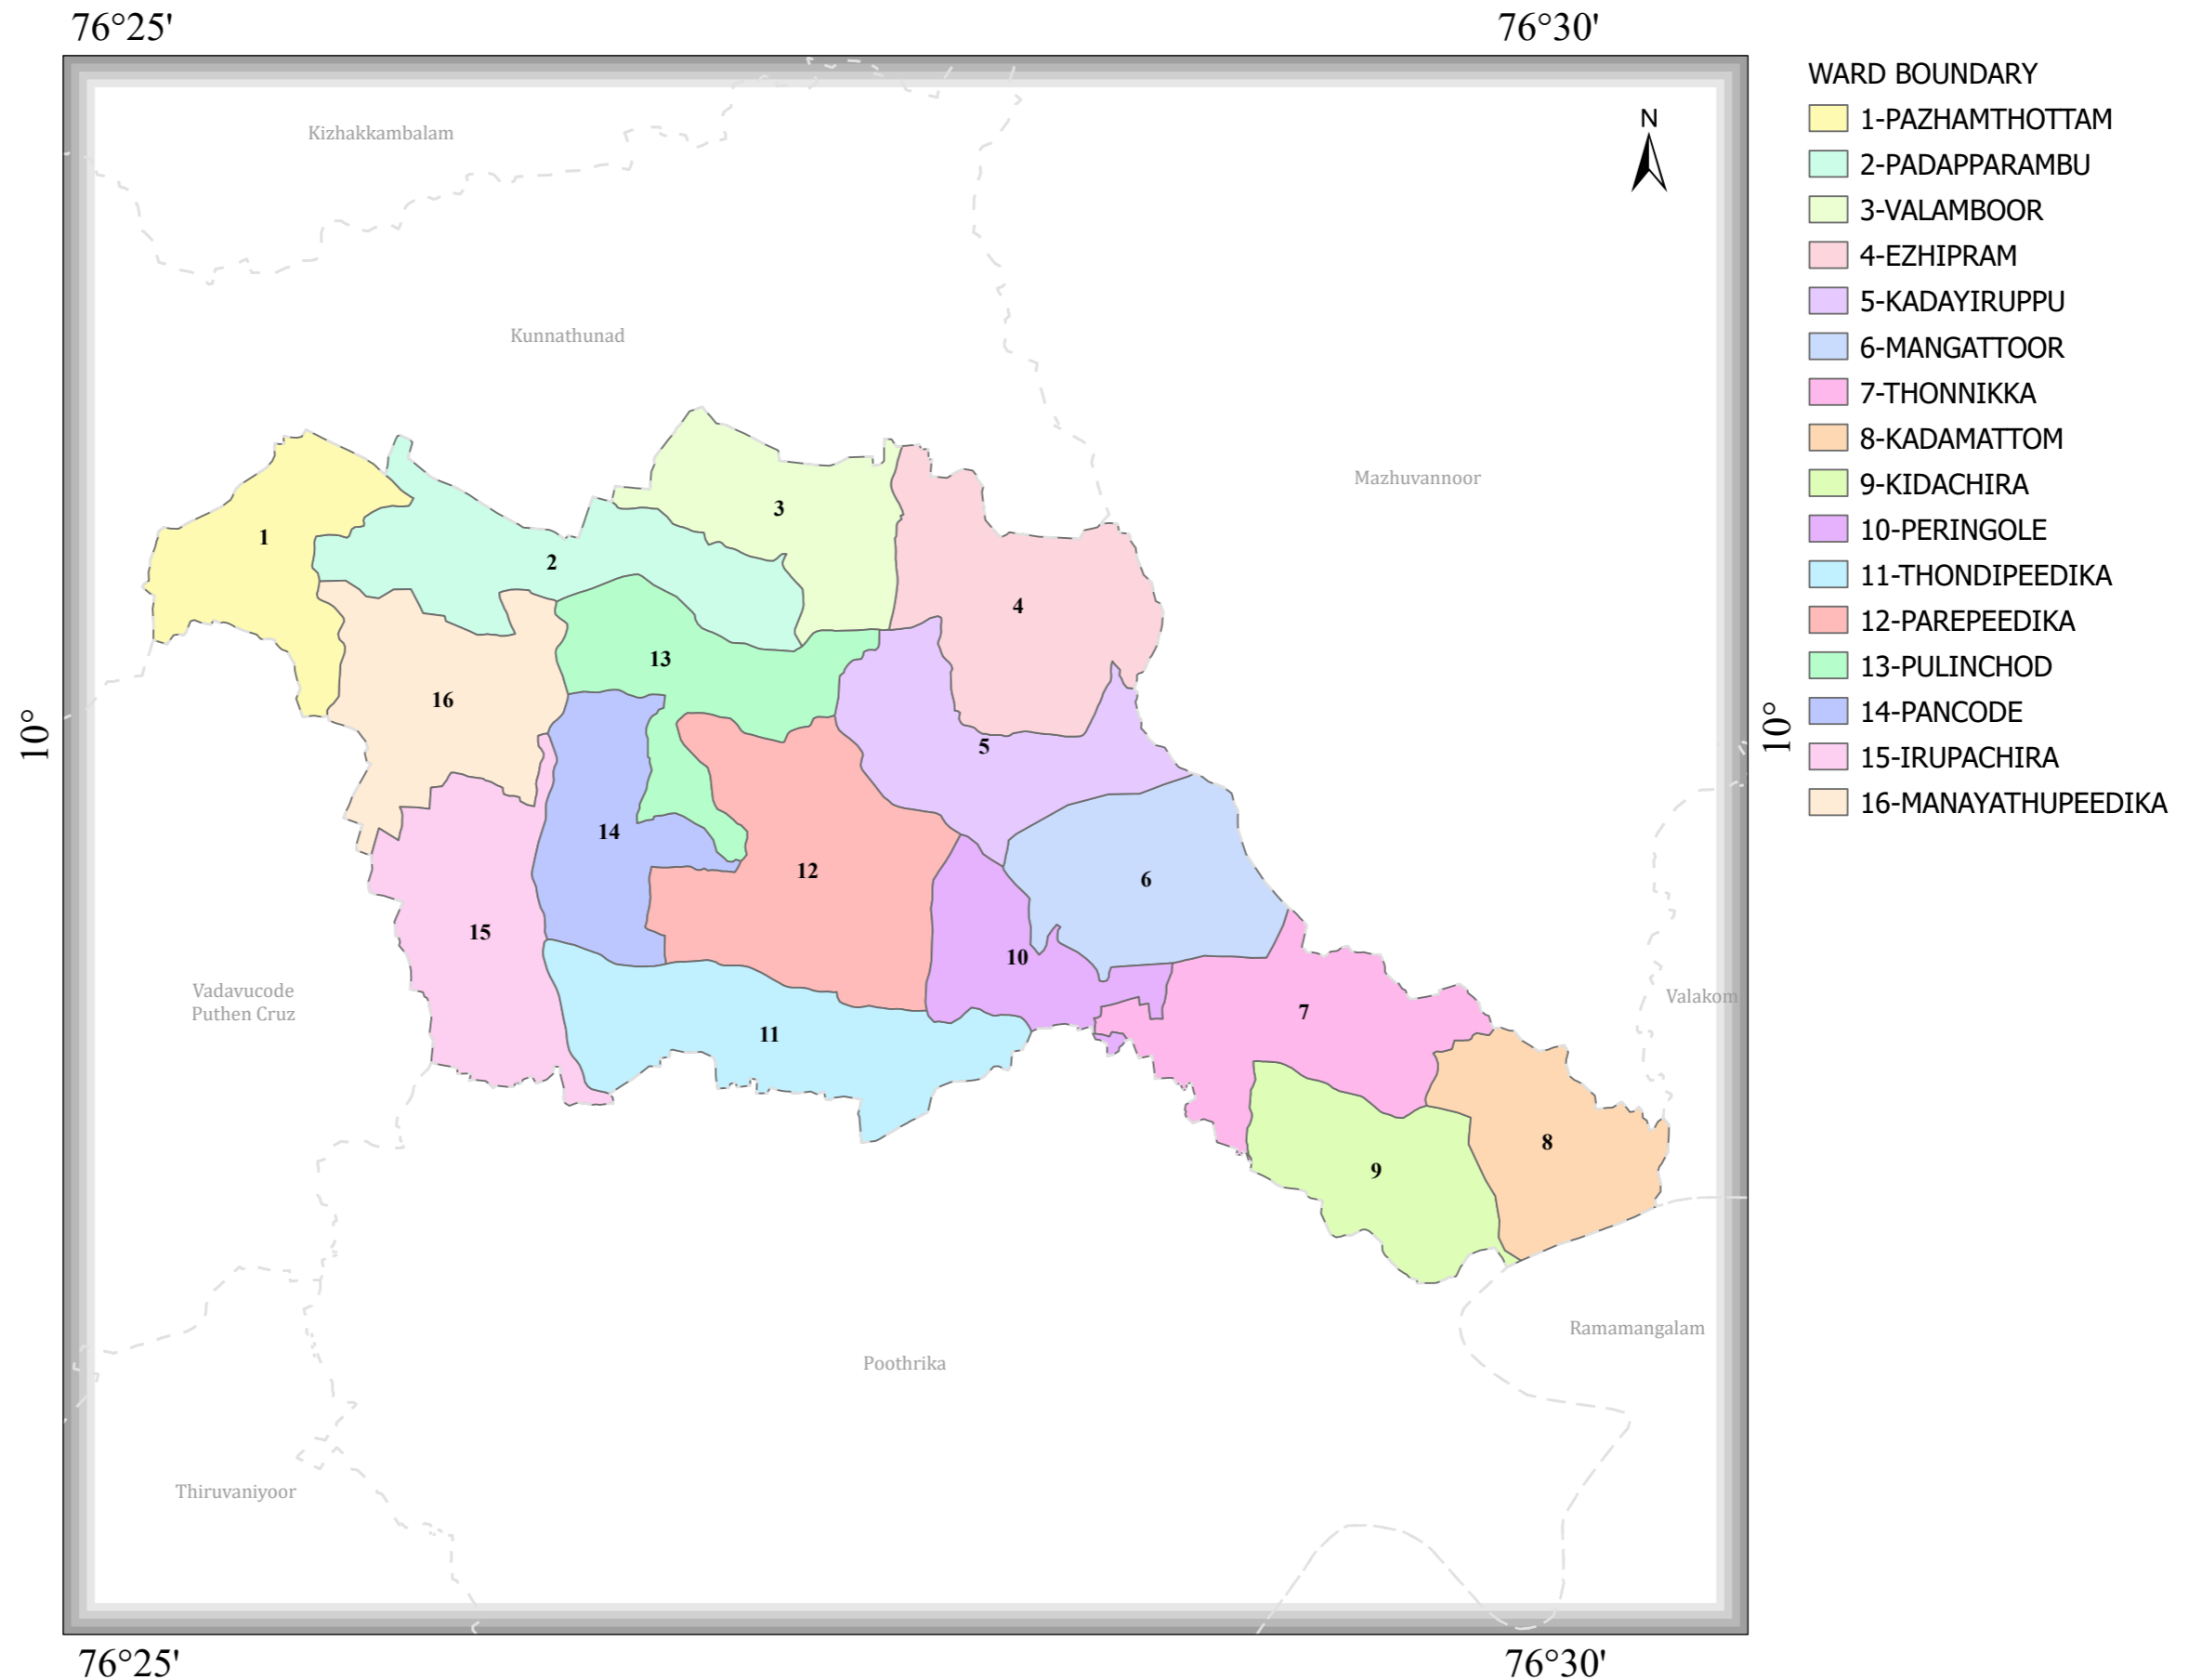 76°25'
76°30'
WARD BOUNDARY
1-PAZHAMTHOTTAM
2-PADAPPARAMBU
3-VALAMBOOR
4-EZHIPRAM
5-KADAYIRUPPU
6-MANGATTOOR
7-THONNIKKA
8-KADAMATTOM
9-KIDACHIRA
10-PERINGOLE
11-THONDIPEEDIKA
12-PAREPEEDIKA
13-PULINCHOD
14-PANCODE
15-IRUPACHIRA
16-MANAYATHUPEEDIKA
N
Kizhakkambalam
Kunnathunad
Mazhuvannoor
3
1
2
4
13
16
10°
10°
5
14
12
6
15
10
Vadavucode
Puthen Cruz
Valakom
7
11
8
9
Ramamangalam
Poothrika
Thiruvaniyoor
76°25'
76°30'